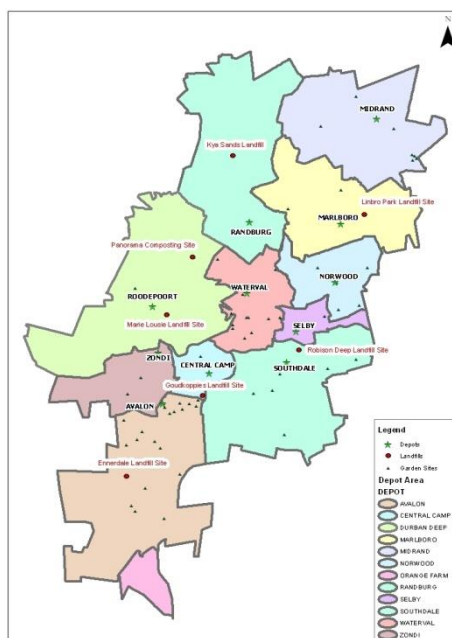 N
MIDRAND
Kya Sands Landfill
Linbro Park Landfill Site
MARLBORO
RANDBURG
Panorama Composting Site
NORWOOD
WATERVAL
ROODEPOORT
Marie Lousie Landfill Site
SELBY
Robison Deep Landfill Site
ZONDI
CENTRAL CAMP
SOUTHDALE
Goudkoppies Landfill Site
AVALON
Ennerdale Landfill Site
Legend
Depots
Landfills
Garden Sites
Depot Area
DEPOT
AVALON
CENTRAL CAMP
DURBAN DEEP
MARLBORO
MIDRAND
NORWOOD
ORANGE FARM
RANDBURG
SELBY
SOUTHDALE
WATERVAL
ZONDI